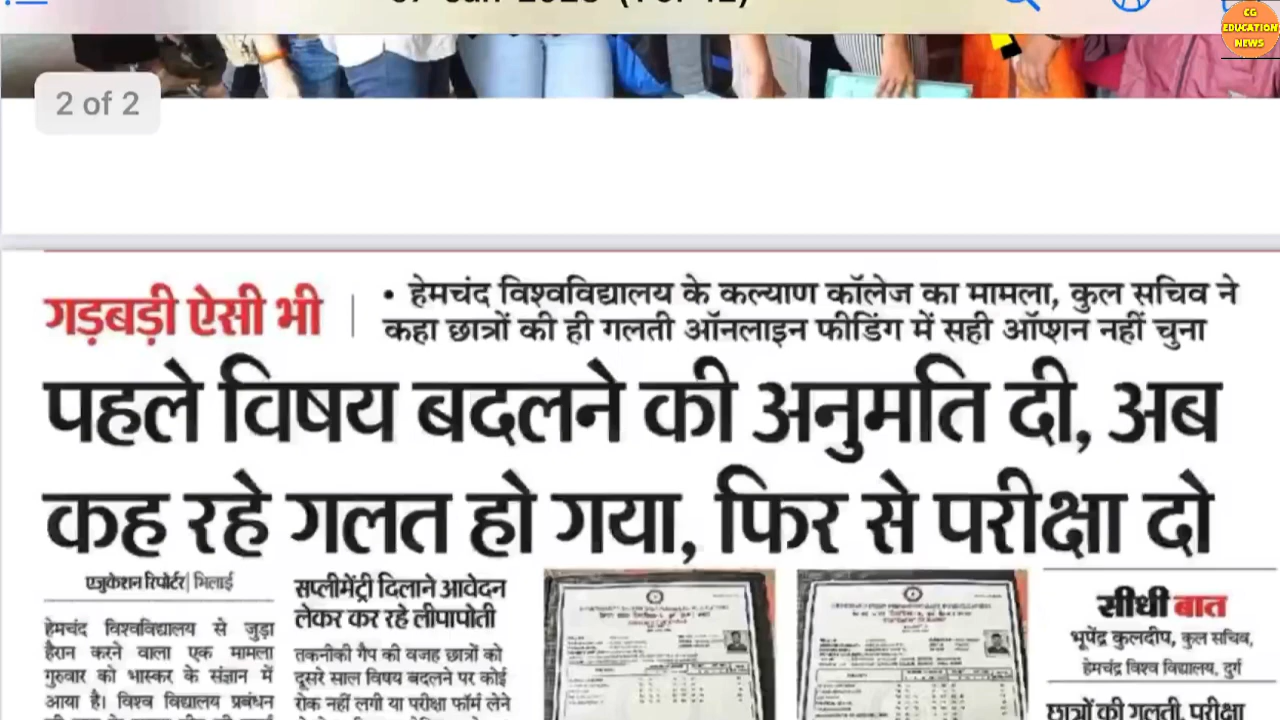 CG
EDUCATION
NEWS
2 of 2
गड़बड़ी ऐसी भी
• हेमचंद विश्वविद्यालय के कल्याण कॉलेज का मामला, कुल सचिव ने
कहा छात्रों की ही गलती ऑनलाइन फीडिंग में सही ऑप्शन नहीं चुना
पहले विषय बदलने की अनुमति दी, अब
कह रहे गलत हो गया, फिर से परीक्षा दो
एजुकेशन रिपोर्टर| भिलाई
हेमचंद विश्वविद्यालय से जुड़ा
हैरान करने वाला एक मामला
गुरुवार को भास्कर के संज्ञान में
आया है। विश्व विद्यालय प्रबंधन
सप्लीमेंट्री दिलाने आवेदन
लेकर कर रहे लीपापोती
तकनीकी गैप की वजह छात्रों को
दूसरे साल विषय बदलने पर कोई
रोक नहीं लगी या परीक्षा फॉर्म लेने
सीधी बात
भूपेंद्र कुलदीप, कुल सचिव,
हेमचंद विश्व विद्यालय, दुर्ग
छात्रों की गलती, परीक्षा